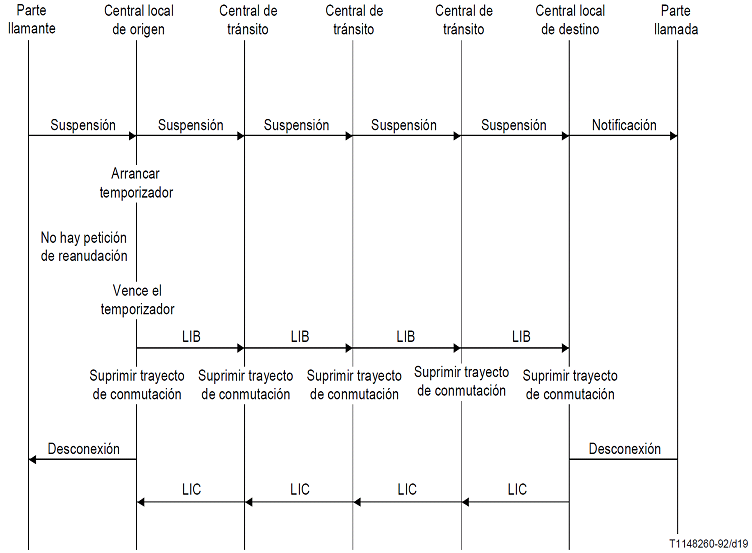 Parte
llamante
Central local
de origen
Central de
tránsito
Central de
tránsito
Central de
tránsito
Central local
de destino
Parte
llamada
Suspensión
Suspensión
Suspensión
Suspensión
Suspensión
Notificación
Arrancar
temporizador
No hay petición
de reanudación
Vence el
temporizador
LIB
LIB
LIB
LIB
Suprimir trayecto
de conmutación
Suprimir trayecto
de conmutación
Suprimir trayecto
de conmutación
Suprimir trayecto
de conmutación
Suprimir trayecto
de conmutación
Desconexión
Desconexión
LIC
LIC
LIC
LIC
T1148260-92/d19